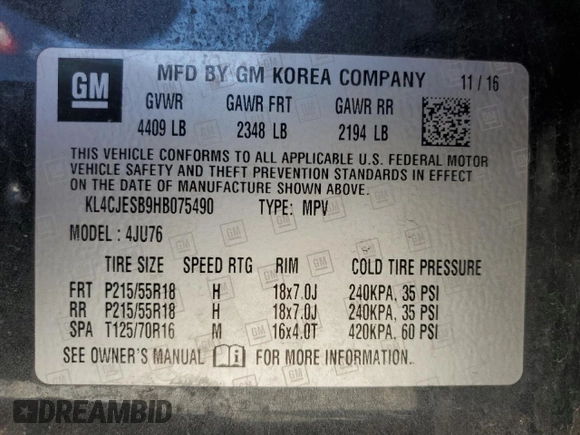 GM
MFD BY GM KOREA COMPANY 11/16
GVWR GAWR FRT GAWR RR
4409 LB 2348 LB 2194 LB
THIS VEHICLE CONFORMS TO ALL APPLICABLE U.S. FEDERAL MOTOR
VEHICLE SAFETY AND THEFT PREVENTION STANDARDS IN EFFECT
ON THE DATE OF MANUFACTURE SHOWN ABOVE.
KL4CJESB9HB075490 TYPE: MPV
MODEL: 4JU76
TIRE SIZE SPEED RTG RIM COLD TIRE PRESSURE
FRT P215/55R18 H 18x7.0J 240KPA, 35 PSI
RR P215/55R18 H 18x7.0J 240KPA, 35 PSI
SPA T125/70R16 M 16x4.0T 420KPA, 60 PSI
SEE OWNER'S MANUAL FOR MORE INFORMATION.
DREAMBID